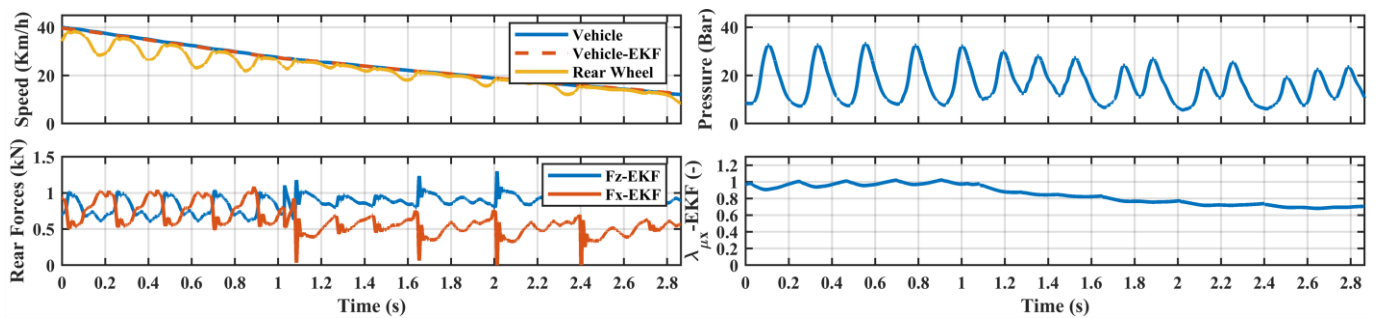 Speed (Km/h)
40
20
0
Vehicle
Vehicle-EKF
Rear Wheel
Pressure (Bar)
40
20
0
Rear Forces (kN)
1.5
1
0.5
0
Fz-EKF
Fx-EKF
0 0.2 0.4 0.6 0.8 1 1.2 1.4 1.6 1.8 2 2.2 2.4 2.6 2.8
Time (s)
λμx-EKF (-)
1.2
1
0.8
0.6
0.4
0.2
0
0 0.2 0.4 0.6 0.8 1 1.2 1.4 1.6 1.8 2 2.2 2.4 2.6 2.8
Time (s)